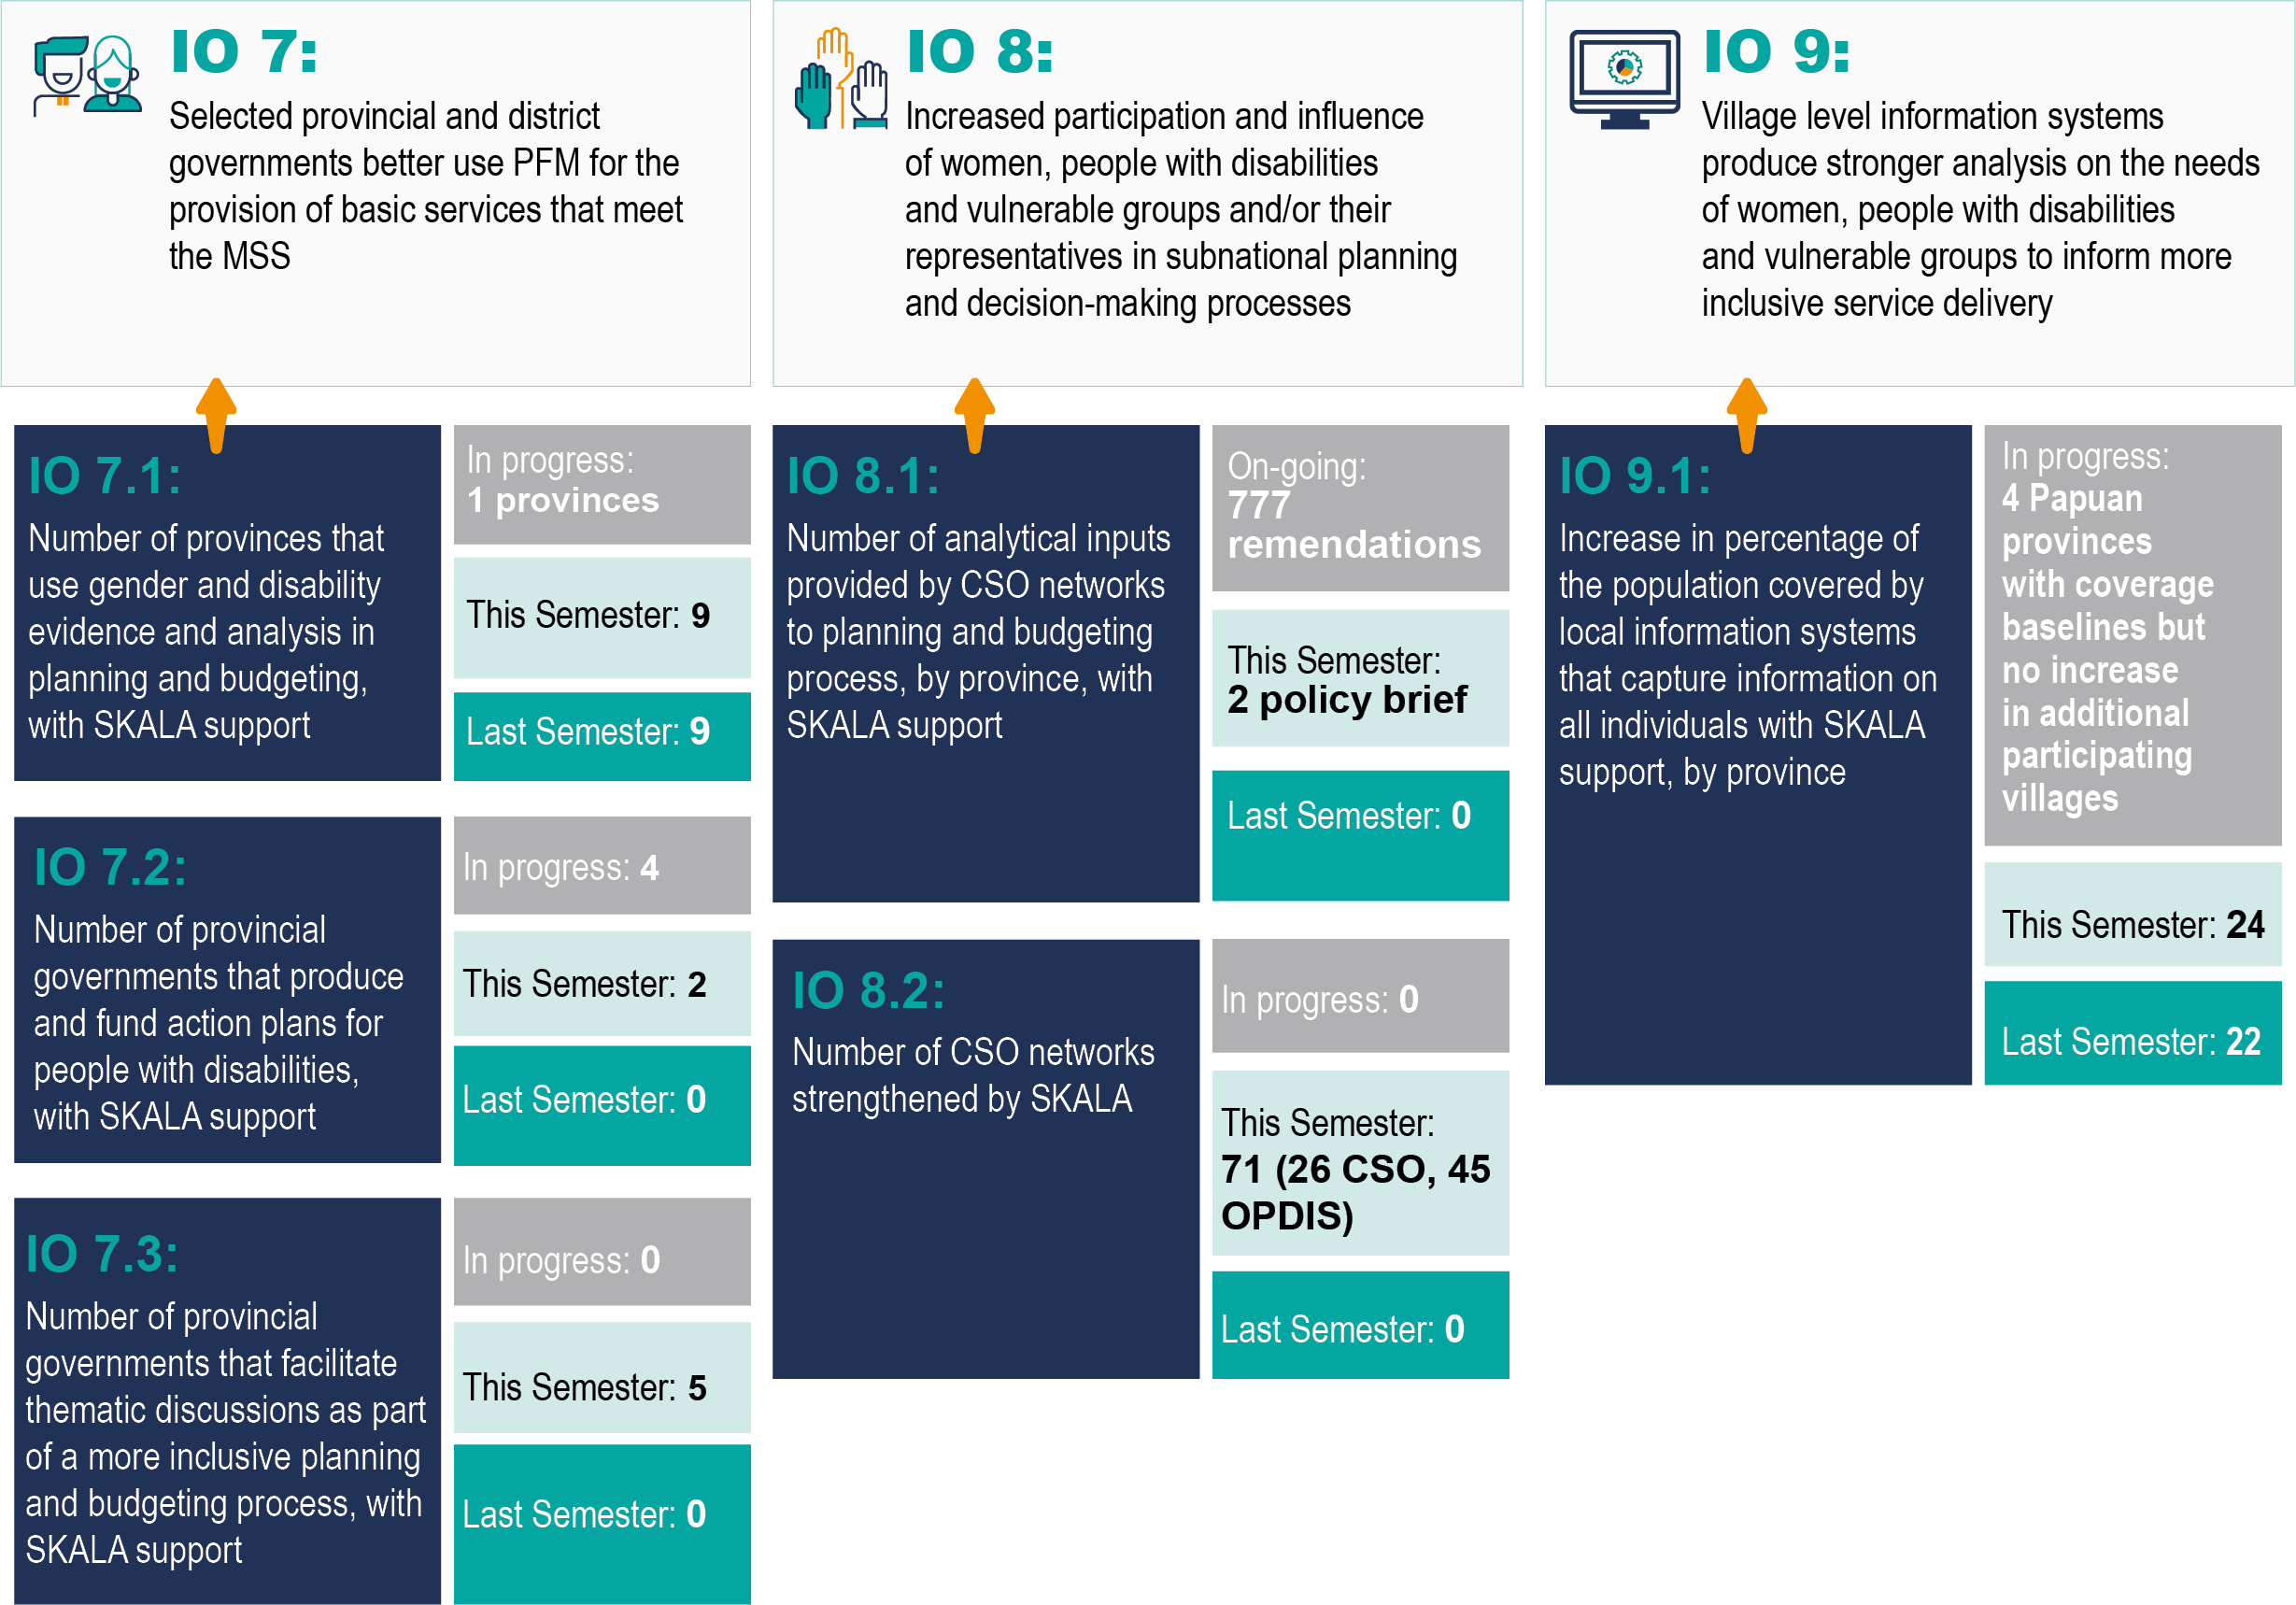 IO 7:
Selected provincial and district
governments better use PFM for the
provision of basic services that meet
the MSS
IO 7.1:
Number of provinces that
use gender and disability
evidence and analysis in
planning and budgeting,
with SKALA support
In progress:
1 provinces
This Semester: 9
Last Semester: 9
IO 7.2:
Number of provincial
governments that produce
and fund action plans for
people with disabilities,
with SKALA support
In progress: 4
This Semester: 2
Last Semester: 0
IO 7.3:
Number of provincial
governments that facilitate
thematic discussions as part
of a more inclusive planning
and budgeting process, with
SKALA support
In progress: 0
This Semester: 5
Last Semester: 0
IO 8:
Increased participation and influence
of women, people with disabilities
and vulnerable groups and/or their
representatives in subnational planning
and decision-making processes
IO 8.1:
Number of analytical inputs
provided by CSO networks
to planning and budgeting
process, by province, with
SKALA support
On-going:
777
remendations
This Semester:
2 policy brief
Last Semester: 0
IO 8.2:
Number of CSO networks
strengthened by SKALA
In progress: 0
This Semester:
71 (26 CSO, 45
OPDIS)
Last Semester: 0
IO 9:
Village level information systems
produce stronger analysis on the needs
of women, people with disabilities
and vulnerable groups to inform more
inclusive service delivery
IO 9.1:
Increase in percentage of
the population covered by
local information systems
that capture information on
all individuals with SKALA
support, by province
In progress:
4 Papuan
provinces
with coverage
baselines but
no increase
in additional
participating
villages
This Semester: 24
Last Semester: 22